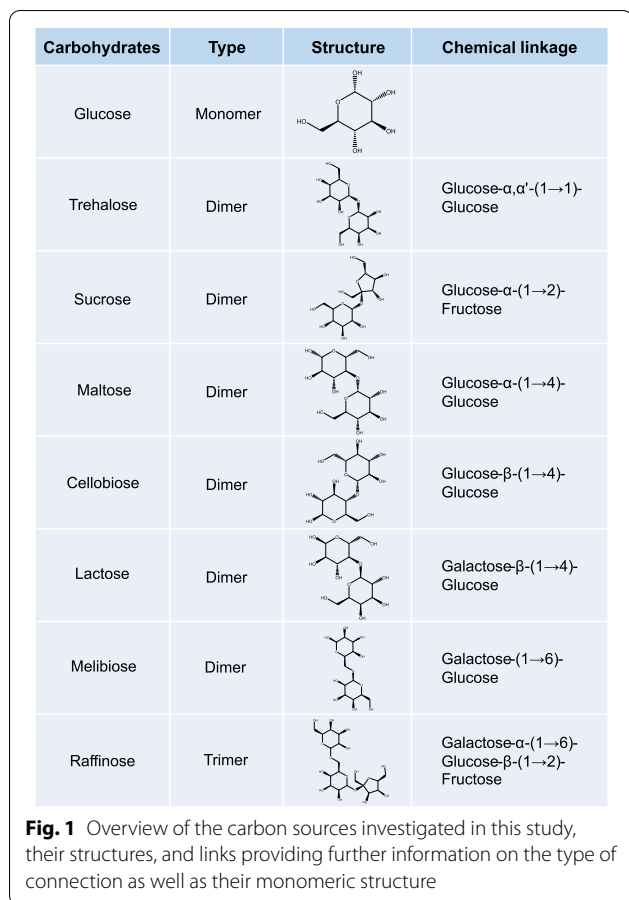 Carbohydrates Type Structure Chemical linkage
Glucose Monomer
Trehalose Dimer Glucose-α,α'-(1→1)-
Glucose
Sucrose Dimer Glucose-α-(1→2)-
Fructose
Maltose Dimer Glucose-α-(1→4)-
Glucose
Cellobiose Dimer Glucose-β-(1→4)-
Glucose
Lactose Dimer Galactose-β-(1→4)-
Glucose
Melibiose Dimer Galactose-(1→6)-
Glucose
Raffinose Trimer Galactose-α-(1→6)-
Glucose-β-(1→2)-
Fructose
Fig. 1 Overview of the carbon sources investigated in this study,
their structures, and links providing further information on the type of
connection as well as their monomeric structure